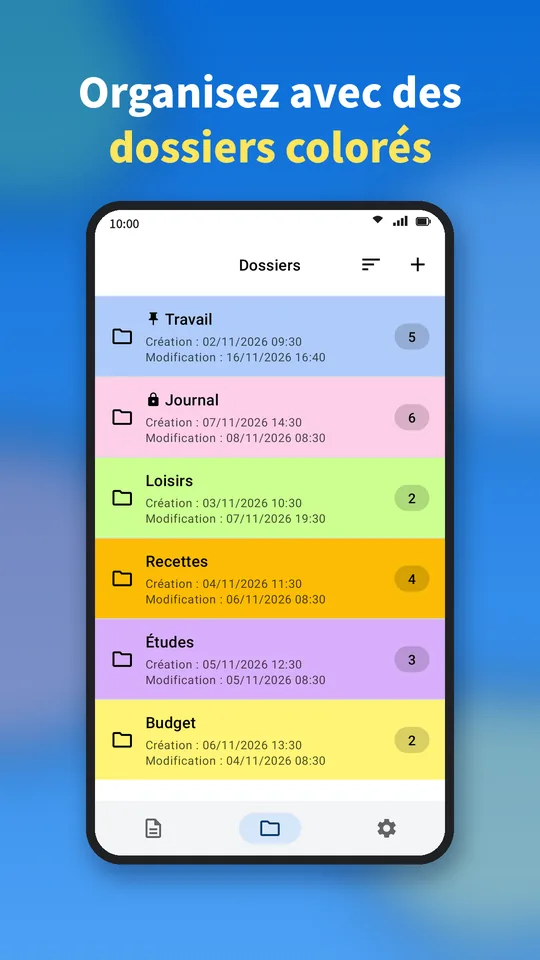 Organisez avec des
dossiers colorés
10:00
Dossiers
Travail
Création : 02/11/2026 09:30
Modification : 16/11/2026 16:40
5
Journal
Création : 07/11/2026 14:30
Modification : 08/11/2026 08:30
6
Loisirs
Création : 03/11/2026 10:30
Modification : 07/11/2026 19:30
2
Recettes
Création : 04/11/2026 11:30
Modification : 06/11/2026 08:30
4
Études
Création : 05/11/2026 12:30
Modification : 05/11/2026 08:30
3
Budget
Création : 06/11/2026 13:30
Modification : 04/11/2026 08:30
2